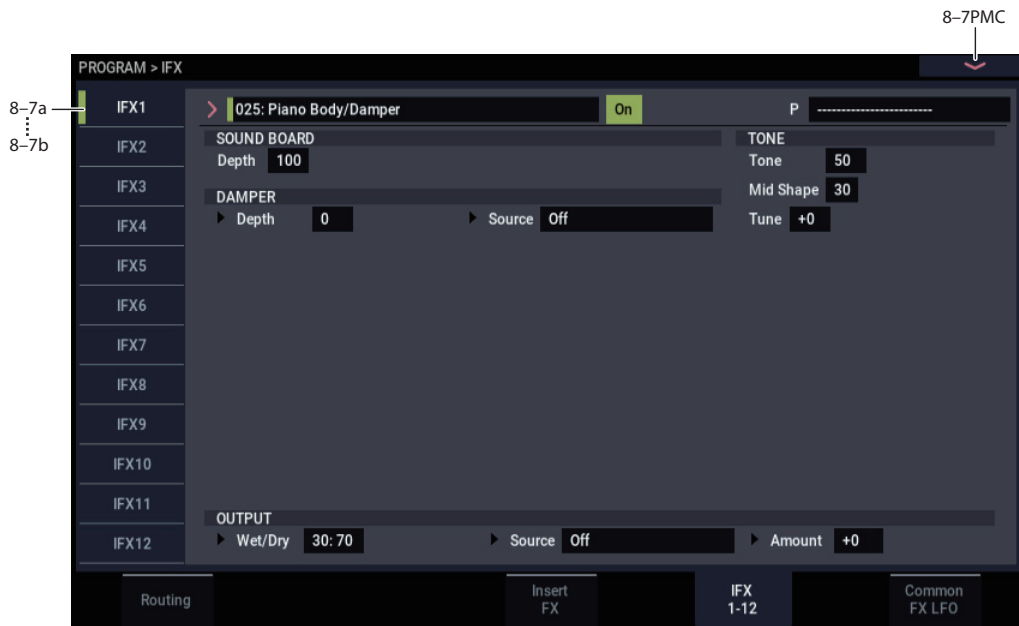 8–7PMC
PROGRAM > IFX
8–7a
8–7b
IFX1
IFX2
IFX3
IFX4
IFX5
IFX6
IFX7
IFX8
IFX9
IFX10
IFX11
IFX12
025: Piano Body/Damper On P -----------------------
SOUND BOARD
Depth 100
DAMPER
Depth 0 Source Off
TONE
Tone 50
Mid Shape 30
Tune +0
OUTPUT
Wet/Dry 30:70 Source Off Amount +0
Routing
Insert
FX
IFX
1-12
Common
FX LFO